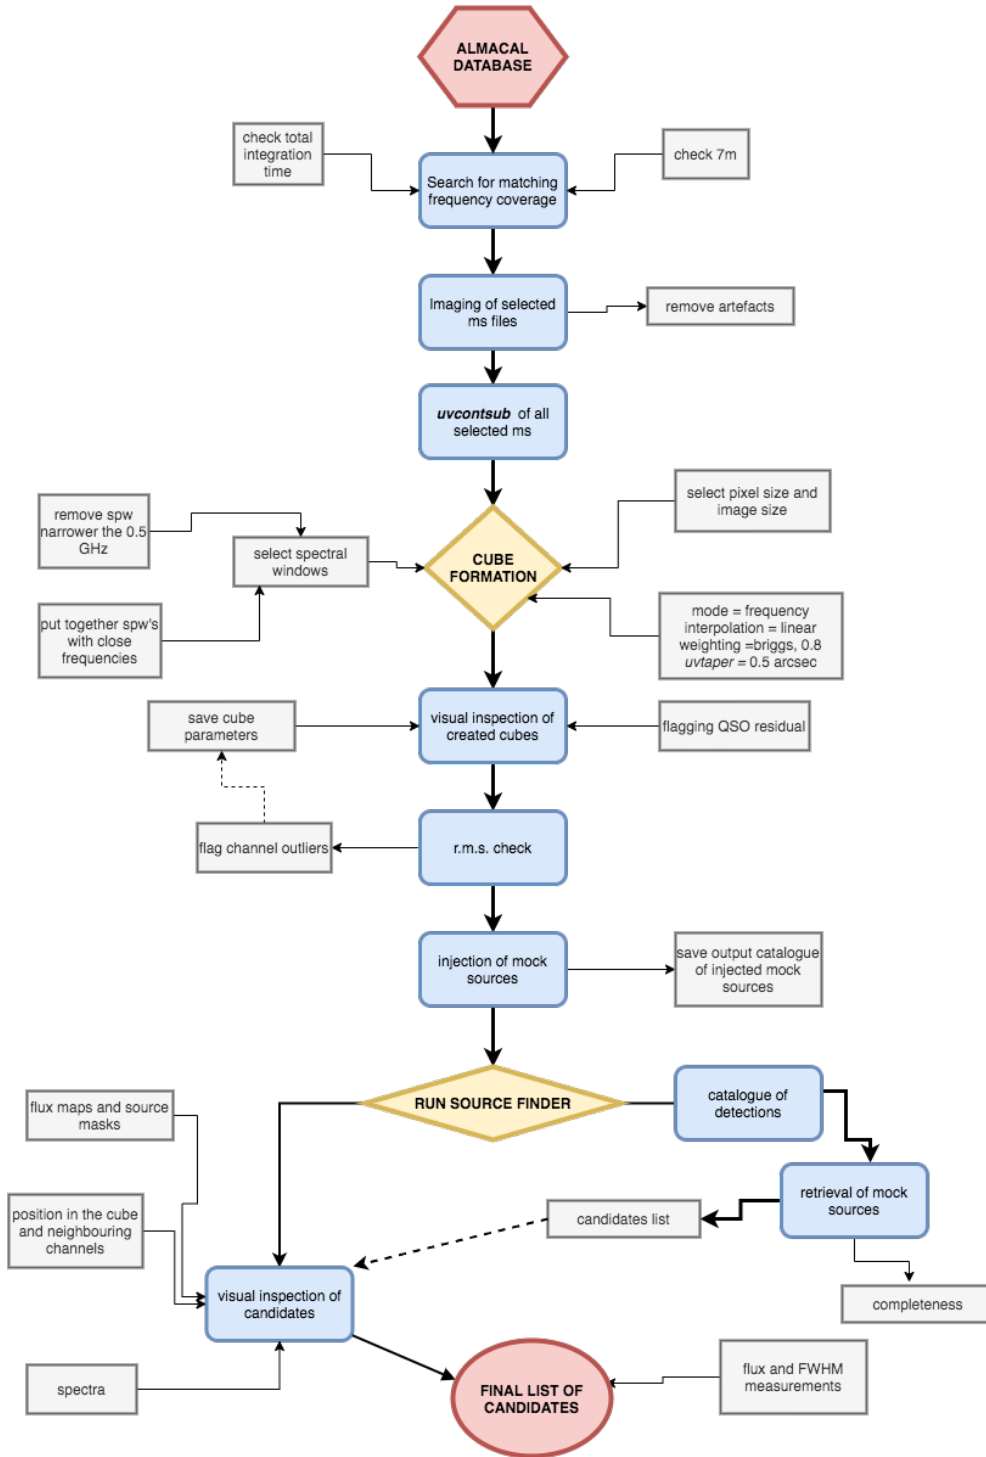 ALMACAL
DATABASE
check total
integration
time
check 7m
Search for matching
frequency coverage
Imaging of selected
ms files
remove artefacts
uvcontsub of all
selected ms
select pixel size and
image size
remove spw
narrower the 0.5
GHz
select spectral
windows
CUBE
FORMATION
put together spw's
with close
frequencies
mode = frequency
interpolation = linear
weighting =briggs, 0.8
uvtaper = 0.5 arcsec
save cube
parameters
visual inspection of
created cubes
flagging QSO residual
flag channel outliers
r.m.s. check
injection of mock
sources
save output catalogue
of injected mock
sources
flux maps and source
masks
RUN SOURCE FINDER
catalogue of
detections
position in the cube
and neighbouring
channels
candidates list
retrieval of mock
sources
visual inspection of
candidates
completeness
spectra
FINAL LIST OF
CANDIDATES
flux and FWHM
measurements